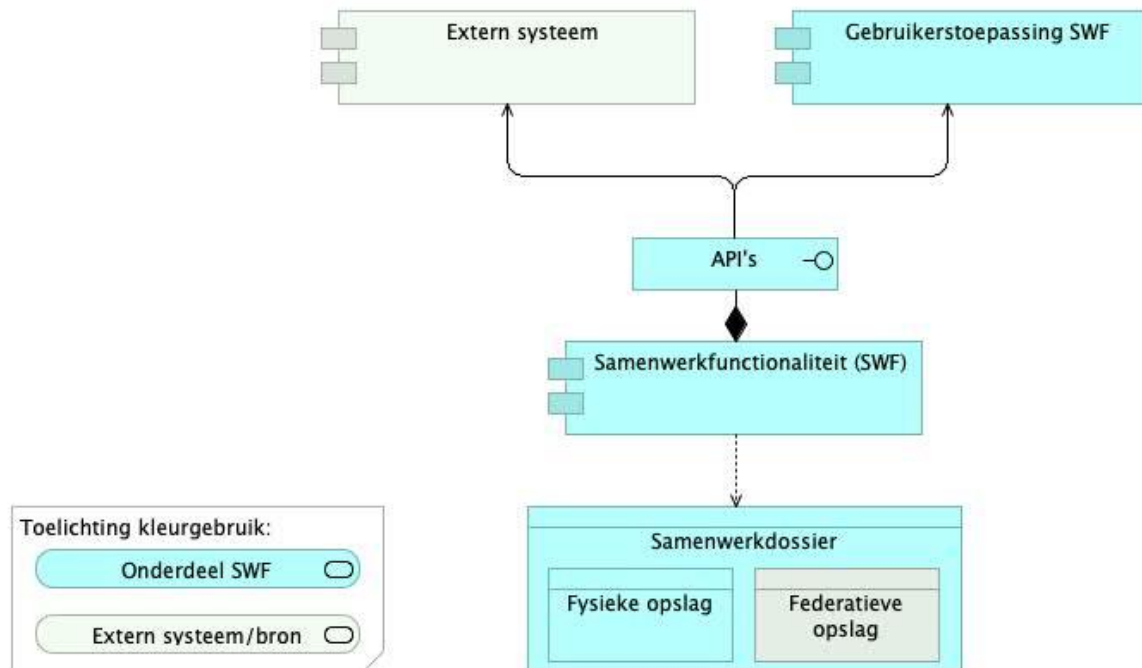 Extern systeem
Gebruikerstoepassing SWF
API's
Samenwerkfunctionaliteit (SWF)
Toelichting kleurgebruik:
Onderdeel SWF
Extern systeem/bron
Samenwerkdossier
Fysieke opslag
Federatieve
opslag